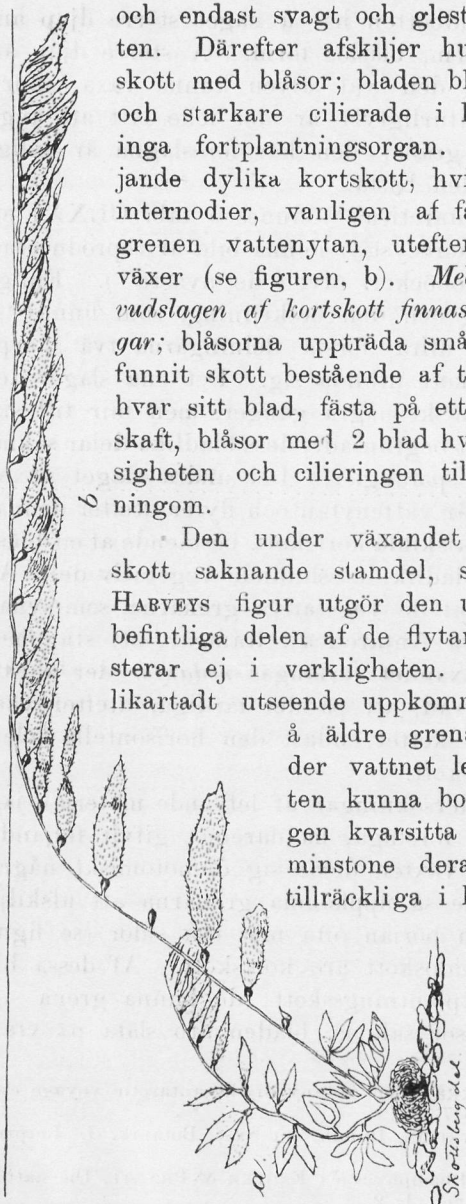 och endast svagt och glest
ten. Därefter afskiljer hu
skott med blåsor; bladen bl
och starkare cilierade i l
inga fortplantningsorgan.
jande dylika kortskott, hvi
internodier, vanligen af fa
grenen vattenytan, utefter
växer (se figuren, b). Med
vudslagen af kortskott finnas
gar; blåsorna uppträda små
funnit skott bestående af t
hvar sitt blad, fästa på ett
skaft, blåsor med 2 blad hv
sigheten och cilieringen til
ningom.
Den under växandet
skott saknande stamdel, s
HARVEYS figur utgör den u
befintliga delen af de flytan
sterar ej i verkligheten.
likartadt utseende uppkomm
å äldre grena
der vattnet le
ten kunna bo
gen kvarsitta
minstone dera
tillräckliga i l
b
a
Skottsberg del